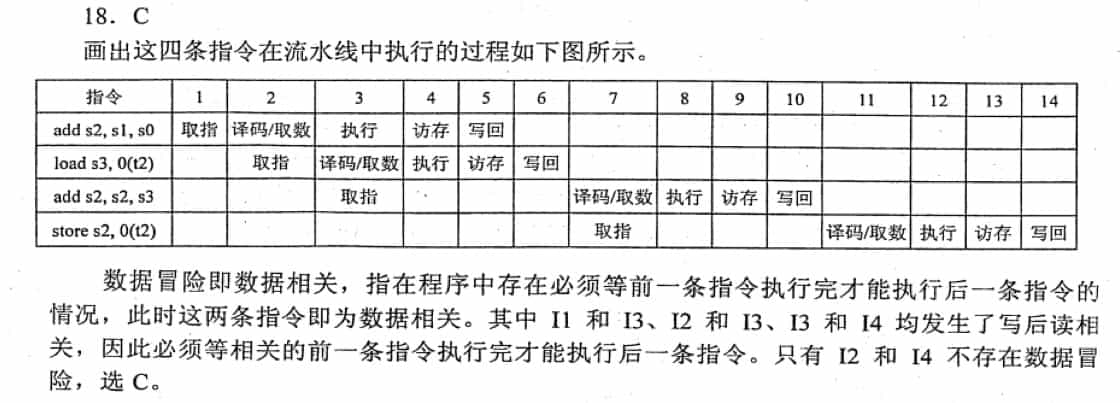 18. C
画出这四条指令在流水线中执行的过程如下图所示。
指令 1 2 3 4 5 6 7 8 9 10 11 12 13 14
add s2, s1, s0 取指 译码/取数 执行 访存 写回
load s3, 0(t2) 取指 译码/取数 执行 访存 写回
add s2, s2, s3 取指 译码/取数 执行 访存 写回
store s2, 0(t2) 取指 译码/取数 执行 访存 写回
数据冒险即数据相关，指在程序中存在必须等前一条指令执行完才能执行后一条指令的
情况，此时这两条指令即为数据相关。其中 I1 和 I3、I2 和 I3、I3 和 I4 均发生了写后读相
关，因此必须等相关的前一条指令执行完才能执行后一条指令。只有 I2 和 I4 不存在数据冒
险，选 C。